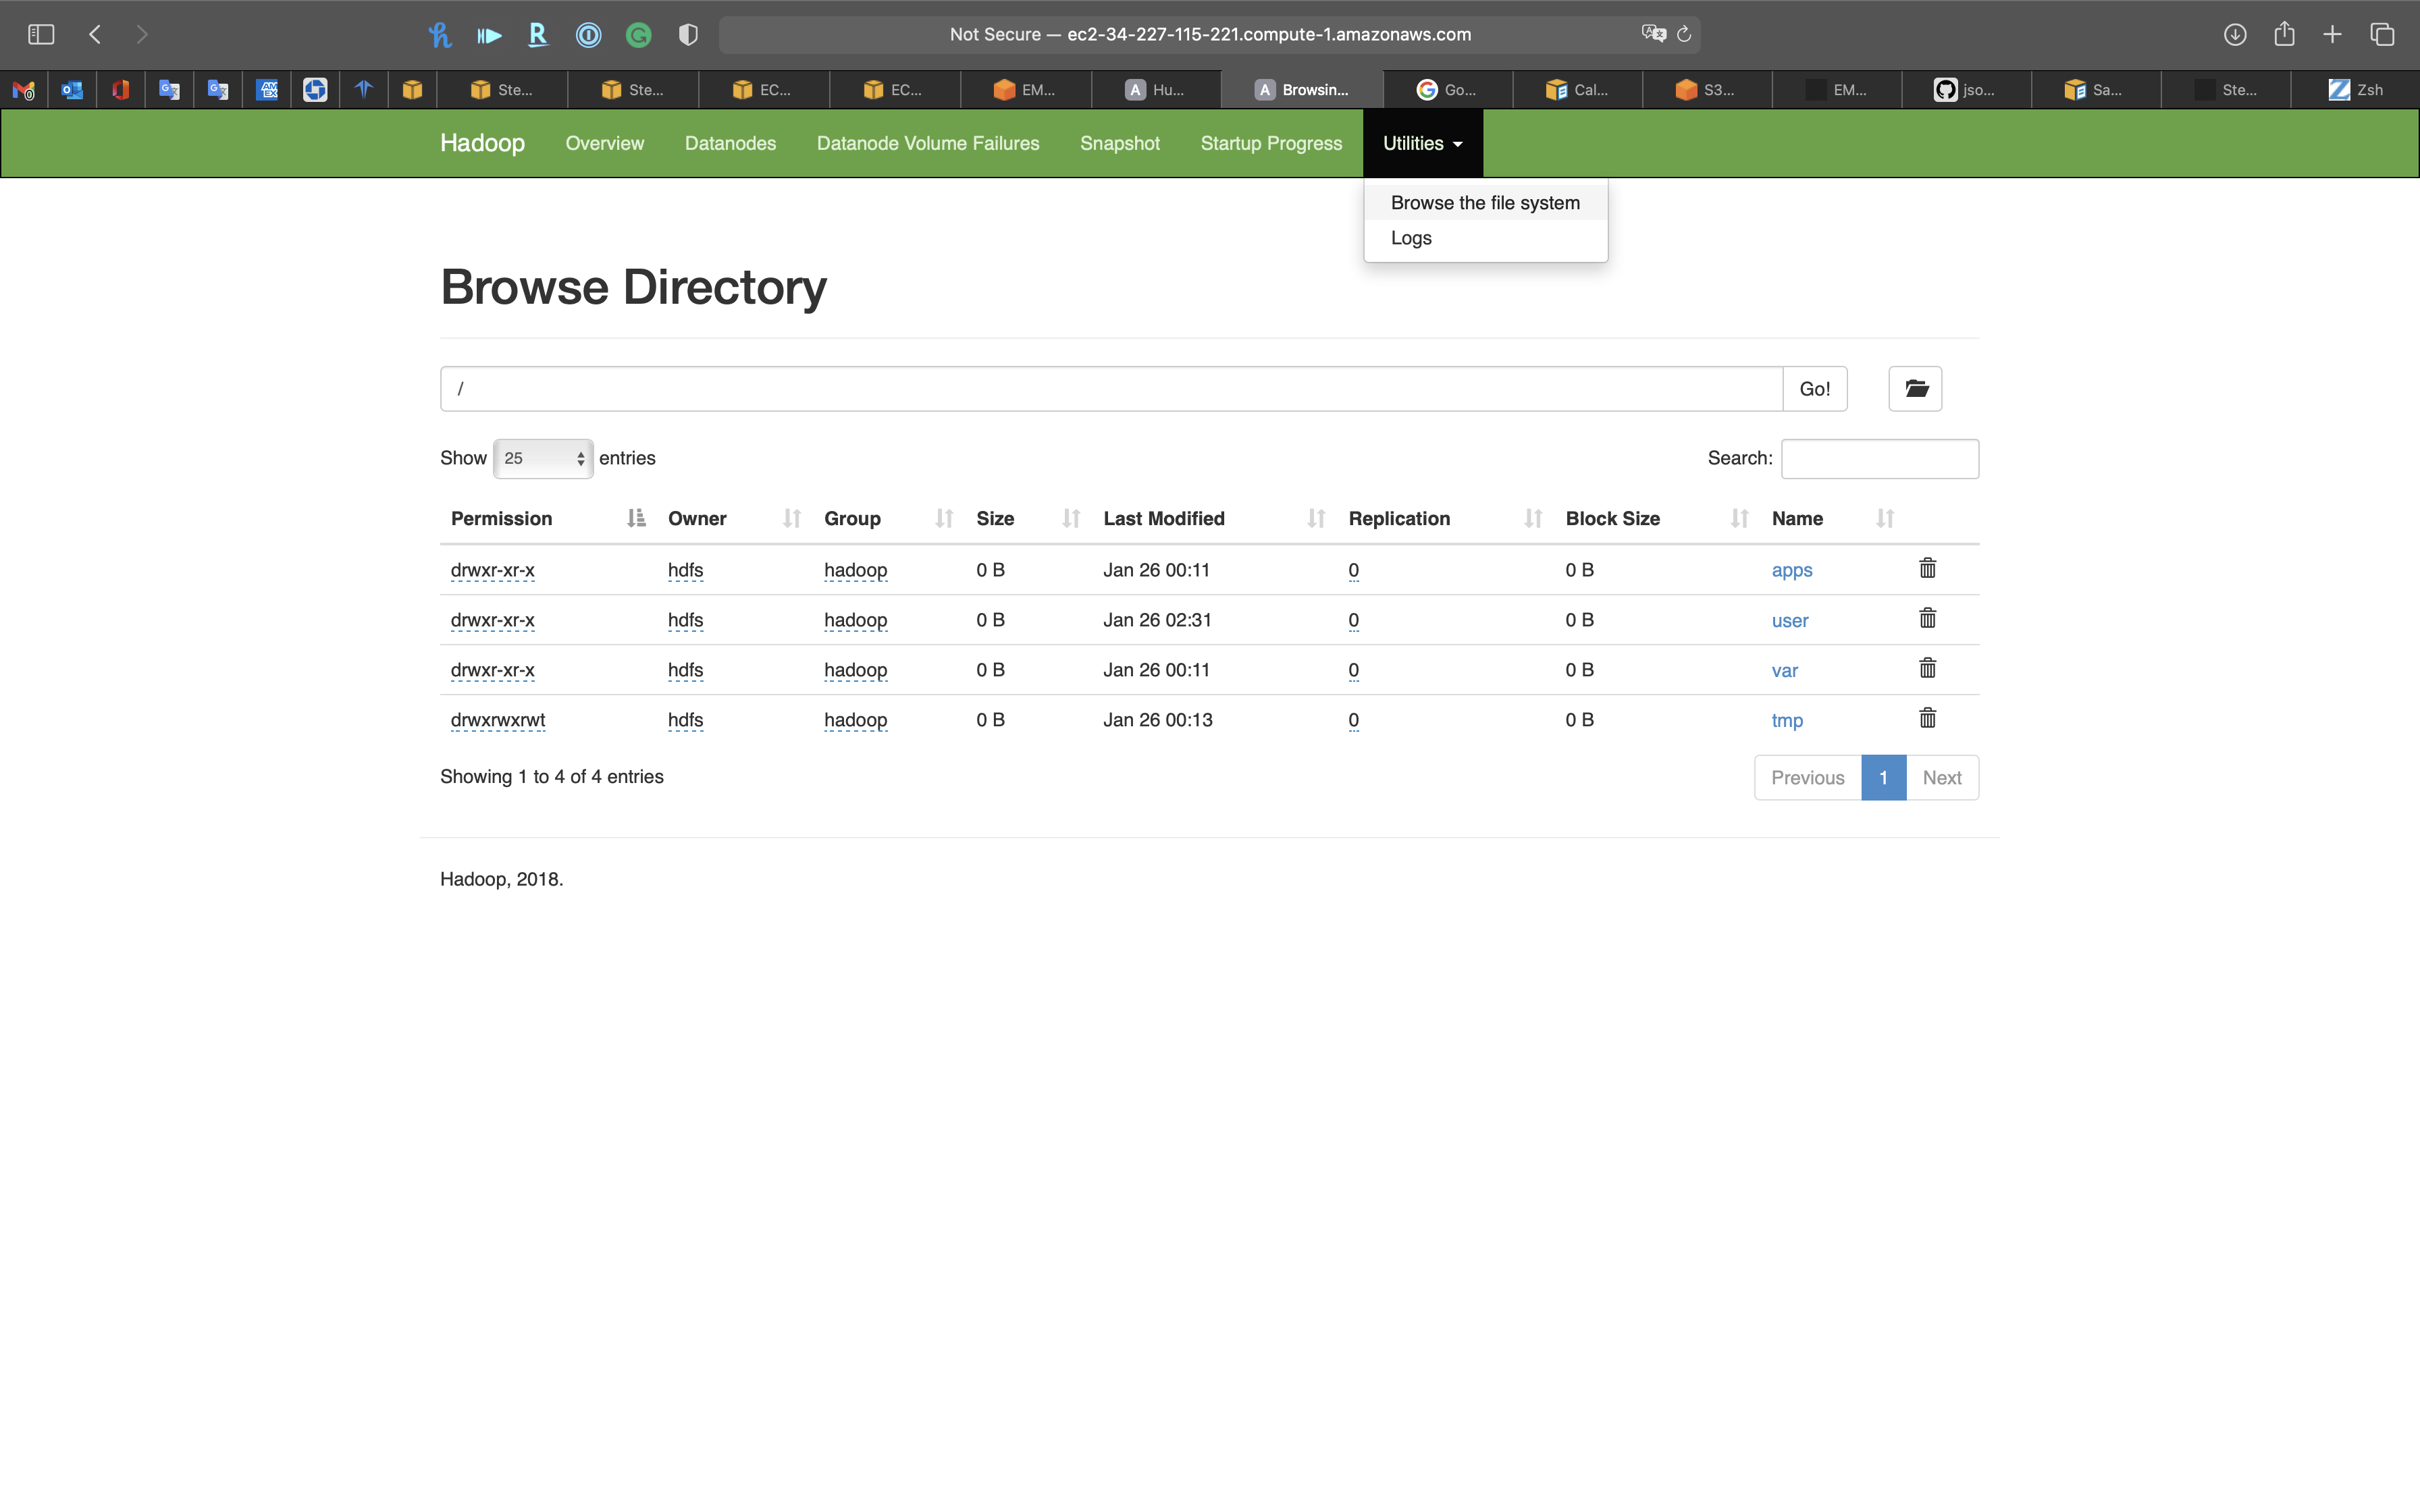 Not Secure — ec2-34-227-115-221.compute-1.amazonaws.com
Ste... Ste... EC... EC... EM... A Hu... A Browsin... Go... Cal... S3... EM... jso... Sa... Ste... Zsh
Hadoop Overview Datanodes Datanode Volume Failures Snapshot Startup Progress Utilities
Browse the file system
Logs
Browse Directory
/ Go!
Show 25 entries Search:
Permission Owner Group Size Last Modified Replication Block Size Name
drwxr-xr-x hdfs hadoop 0 B Jan 26 00:11 0 0 B apps
drwxr-xr-x hdfs hadoop 0 B Jan 26 02:31 0 0 B user
drwxr-xr-x hdfs hadoop 0 B Jan 26 00:11 0 0 B var
drwxrwxrwt hdfs hadoop 0 B Jan 26 00:13 0 0 B tmp
Showing 1 to 4 of 4 entries Previous 1 Next
Hadoop, 2018.